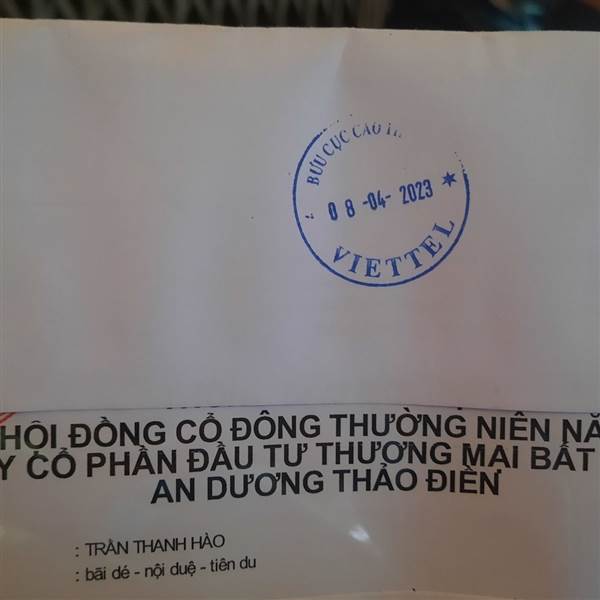 BƯU CỤC CAO
08-04-2023 *
VIETTEL
HỘI ĐỒNG CỔ ĐÔNG THƯỜNG NIÊN NĂ
Y CỔ PHẦN ĐẦU TƯ THƯƠNG MẠI BẤT
AN DƯƠNG THẢO ĐIỀN
: TRẦN THANH HÀO
: bãi dé - nội duệ - tiên du